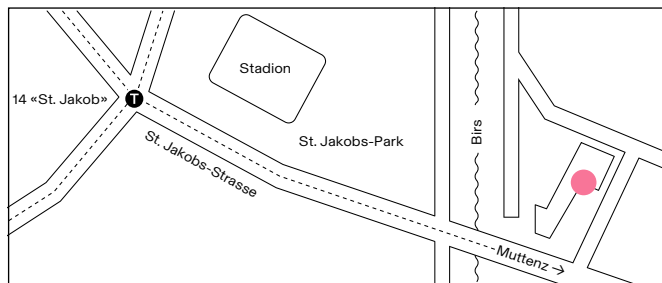 Stadion
14 «St. Jakob»
T
St. Jakobs-Park
Birs
St. Jakobs-Strasse
Muttenz →